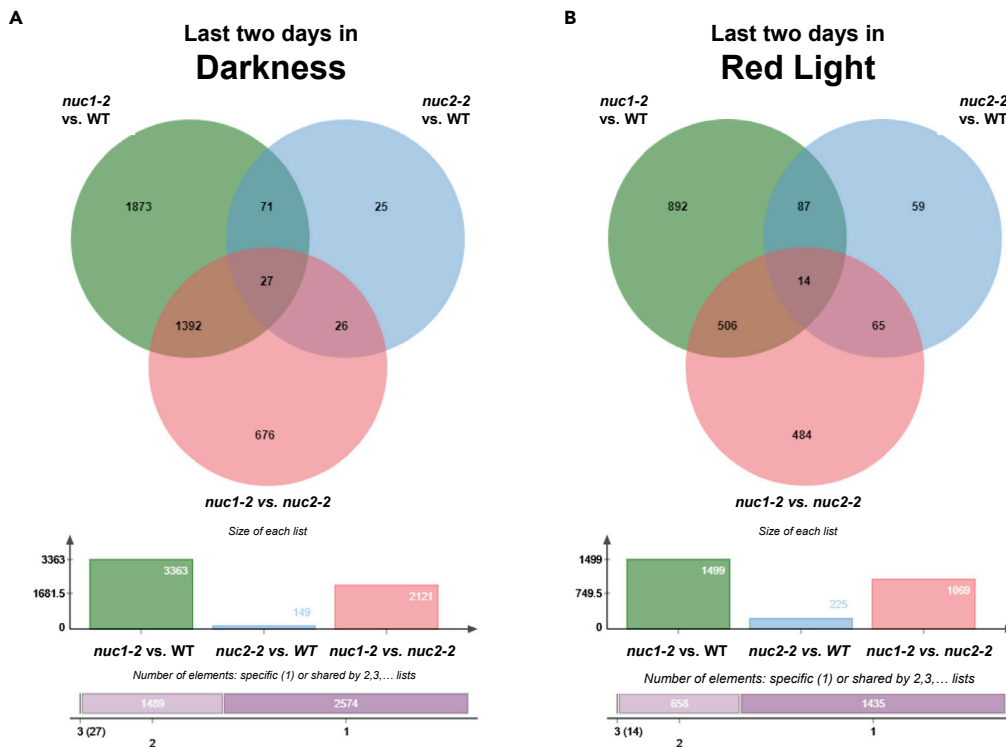 A
Last two days in
Darkness
nuc1-2
vs. WT
nuc2-2
vs. WT
1873
71
25
27
1392
26
676
nuc1-2 vs. nuc2-2
Size of each list
3363
1681.5
0
3363
149
2121
nuc1-2 vs. WT
nuc2-2 vs. WT
nuc1-2 vs. nuc2-2
Number of elements: specific (1) or shared by 2,3,... lists
1489
2574
3 (27)
2
1
B
Last two days in
Red Light
nuc1-2
vs. WT
nuc2-2
vs. WT
892
87
59
14
506
65
484
nuc1-2 vs. nuc2-2
Size of each list
1499
749.5
0
1499
225
1069
nuc1-2 vs. WT
nuc2-2 vs. WT
nuc1-2 vs. nuc2-2
Number of elements: specific (1) or shared by 2,3,... lists
658
1435
3 (14)
2
1